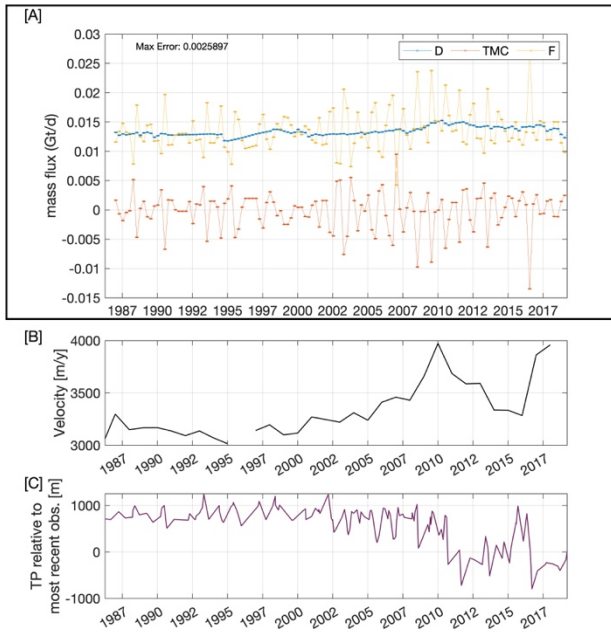 [A]
Max Error: 0.0025897
D TMC F
0.03
0.025
0.02
0.015
0.01
0.005
0
-0.005
-0.01
-0.015
mass flux (Gt/d)
1987 1990 1992 1995 1997 2000 2002 2005 2007 2010 2012 2015 2017
[B]
4000
3500
3000
Velocity [m/y]
1987 1990 1992 1995 1997 2000 2002 2005 2007 2010 2012 2015 2017
[C]
1000
0
-1000
TP relative to
most recent obs. [m]
1987 1990 1992 1995 1997 2000 2002 2005 2007 2010 2012 2015 2017